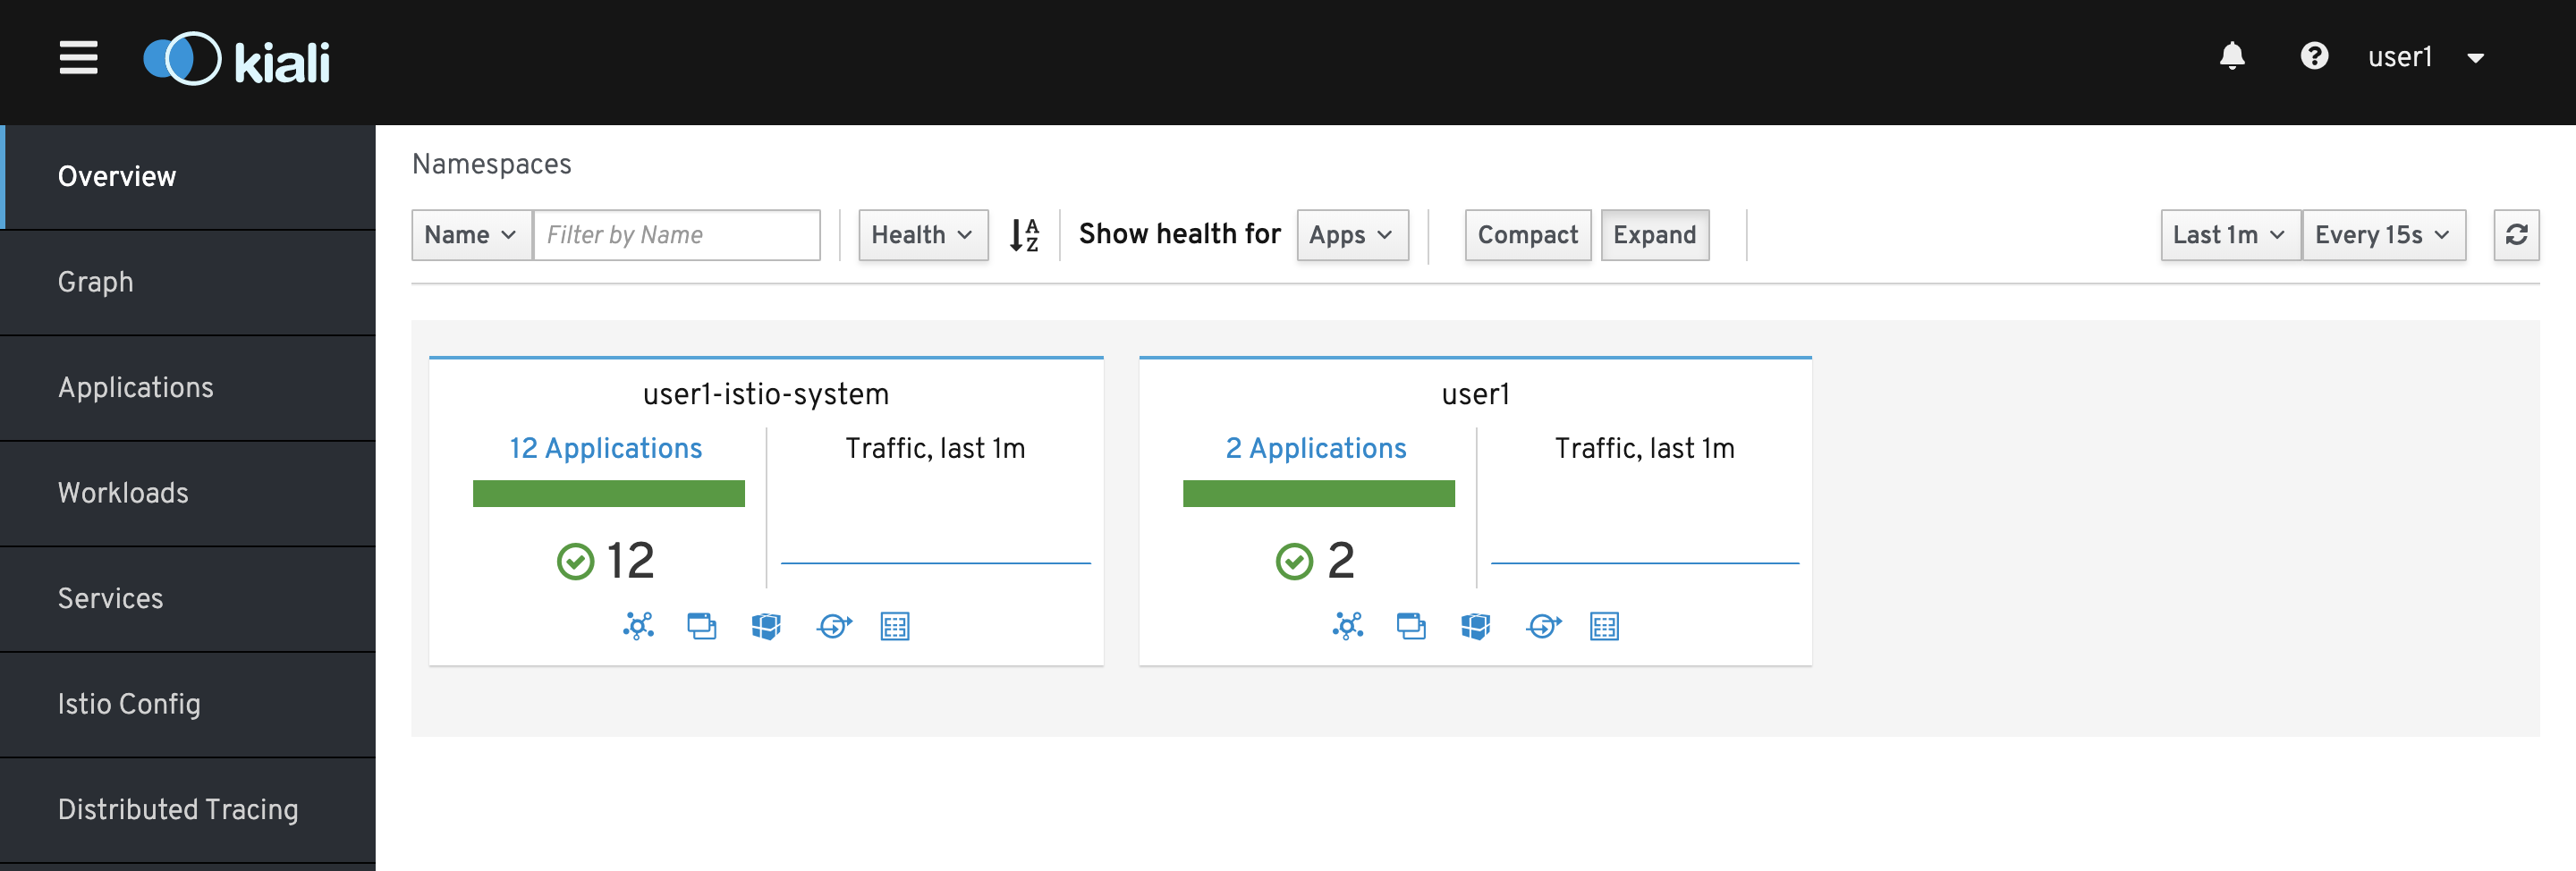 kiali
user1
Overview
Graph
Applications
Workloads
Services
Istio Config
Distributed Tracing
Namespaces
Name Filter by Name Health A Z Show health for Apps Compact Expand Last 1m Every 15s
user1-istio-system
12 Applications Traffic, last 1m
12
user1
2 Applications Traffic, last 1m
2